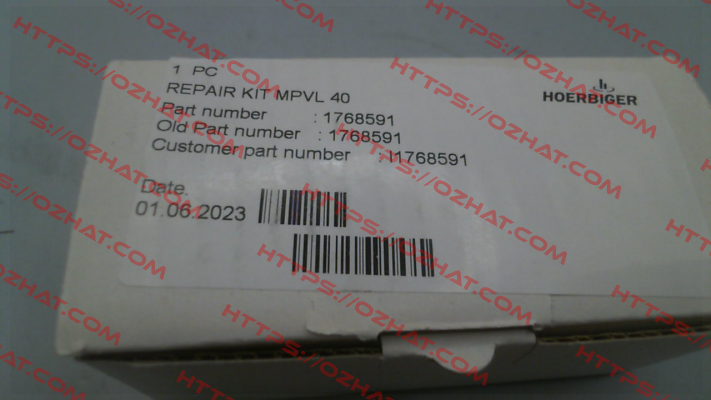 1 PC
REPAIR KIT MPVL 40
Part number : 1768591
Old Part number : 1768591
Customer part number : I1768591
Date.
01.06.2023
HOERBIGER
HTTPS://OZHAT.COM